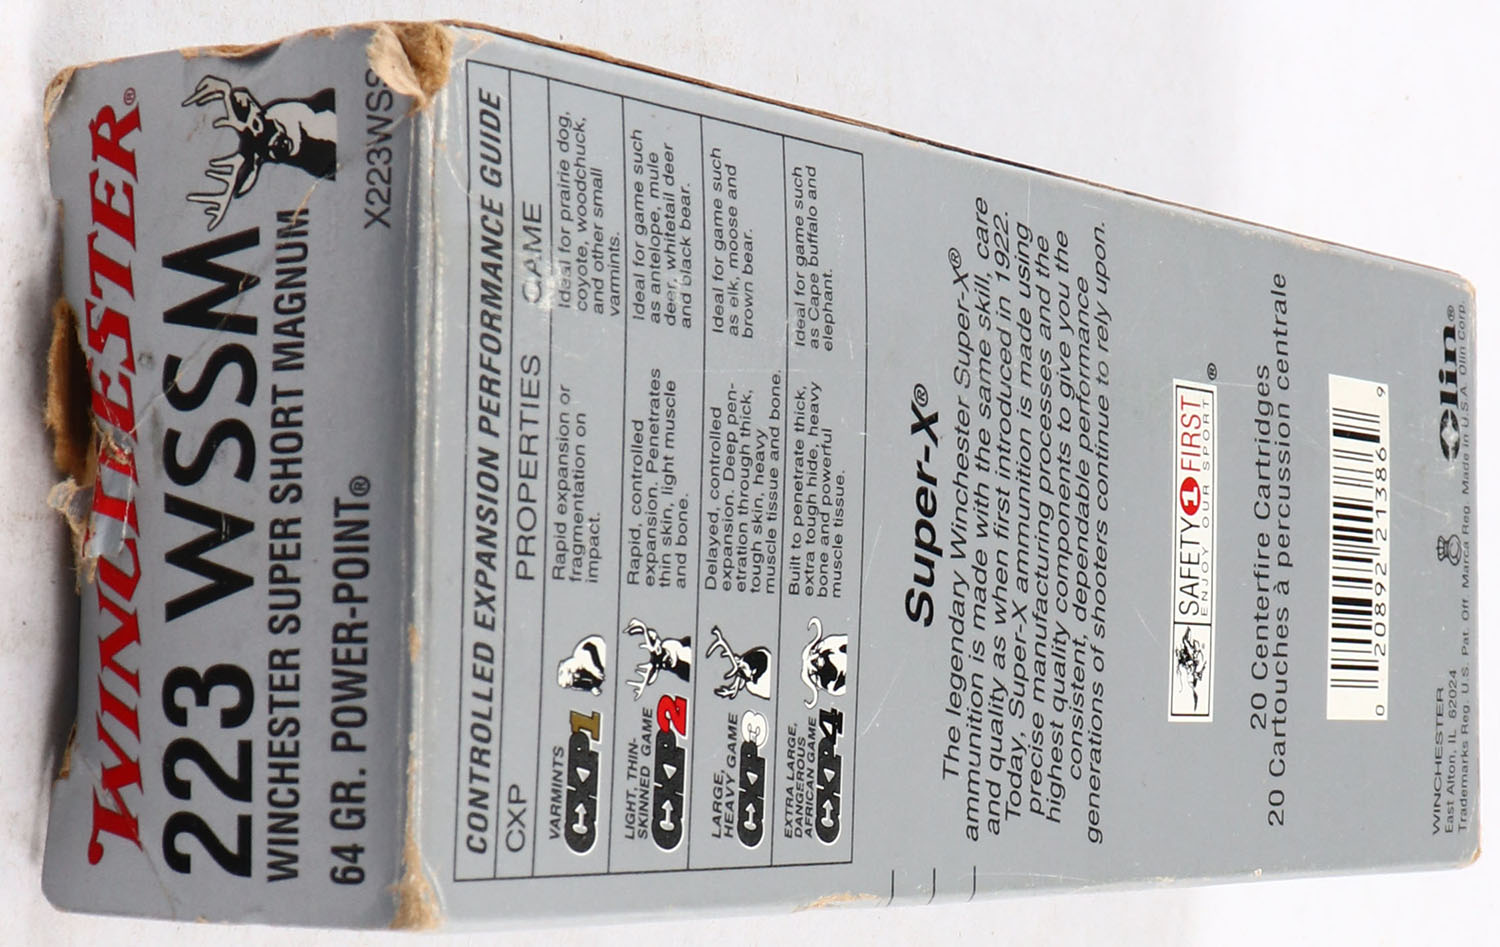 WINCHESTER®
223 WSSM
WINCHESTER SUPER SHORT MAGNUM
64 GR. POWER-POINT®
X223WSS
CONTROLLED EXPANSION PERFORMANCE GUIDE
CXP PROPERTIES GAME
VARMINTS
CXP1
Rapid expansion or
fragmentation on
impact.
Ideal for prairie dog,
coyote, woodchuck,
and other small
varmints.
LIGHT, THIN-
SKINNED GAME
CXP2
Rapid, controlled
expansion. Penetrates
thin skin, light muscle
and bone.
Ideal for game such
as antelope, mule
deer, whitetail deer
and black bear.
LARGE,
HEAVY GAME
CXP3
Delayed, controlled
expansion. Deep pen-
etration through thick,
tough skin, heavy
muscle tissue and bone.
Ideal for game such
as elk, moose and
brown bear.
EXTRA LARGE,
DANGEROUS
AFRICAN GAME
CXP4
Built to penetrate thick,
extra tough hide, heavy
bone and powerful
muscle tissue.
Ideal for game such
as Cape buffalo and
elephant.
Super-X®
The legendary Winchester Super-X®
ammunition is made with the same skill, care
and quality as when first introduced in 1922.
Today, Super-X ammunition is made using
precise manufacturing processes and the
highest quality components to give you the
consistent, dependable performance
generations of shooters continue to rely upon.
SAFETY 1 FIRST®
ENJOY OUR SPORT
20 Centerfire Cartridges
20 Cartouches à percussion centrale
0 20892 21386 9
WINCHESTER
East Alton, IL 62024
Olin®
Trademarks Reg. U.S. Pat. Off. Marca Reg. Made in U.S.A. Olin Corp.